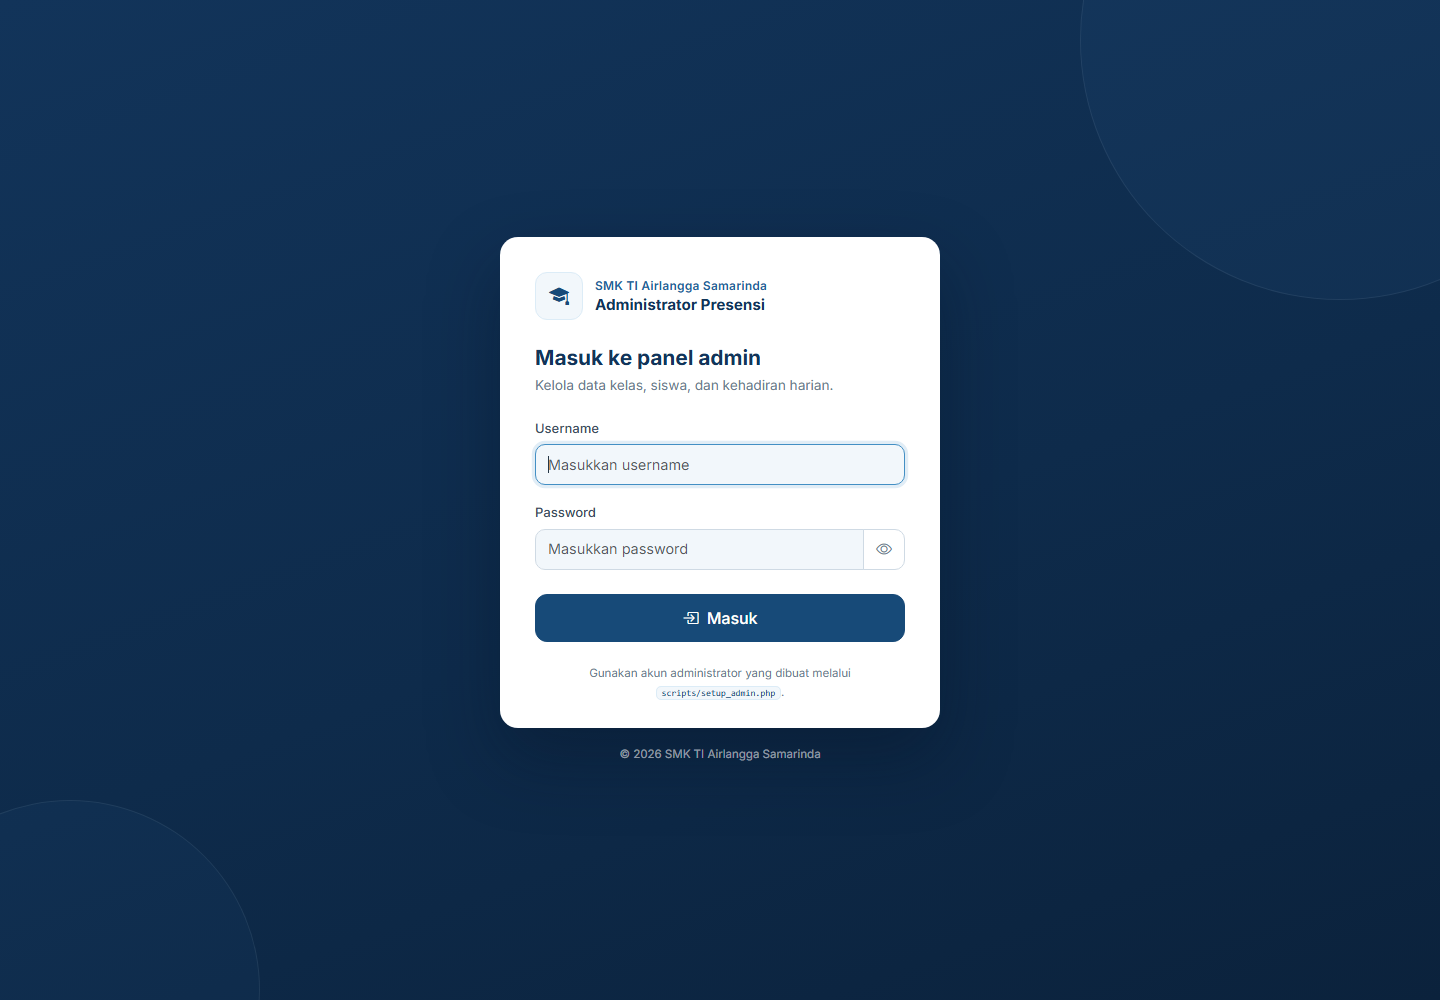 SMK TI Airlangga Samarinda
Administrator Presensi
Masuk ke panel admin
Kelola data kelas, siswa, dan kehadiran harian.
Username
Masukkan username
Password
Masukkan password
Masuk
Gunakan akun administrator yang dibuat melalui
scripts/setup_admin.php.
© 2026 SMK TI Airlangga Samarinda